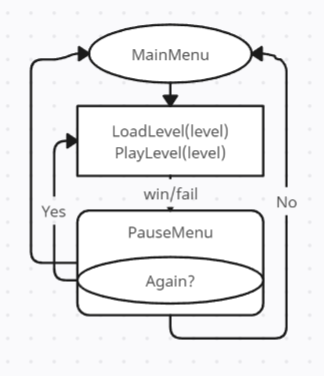 MainMenu
LoadLevel(level)
PlayLevel(level)
win/fail
Yes
No
PauseMenu
Again?